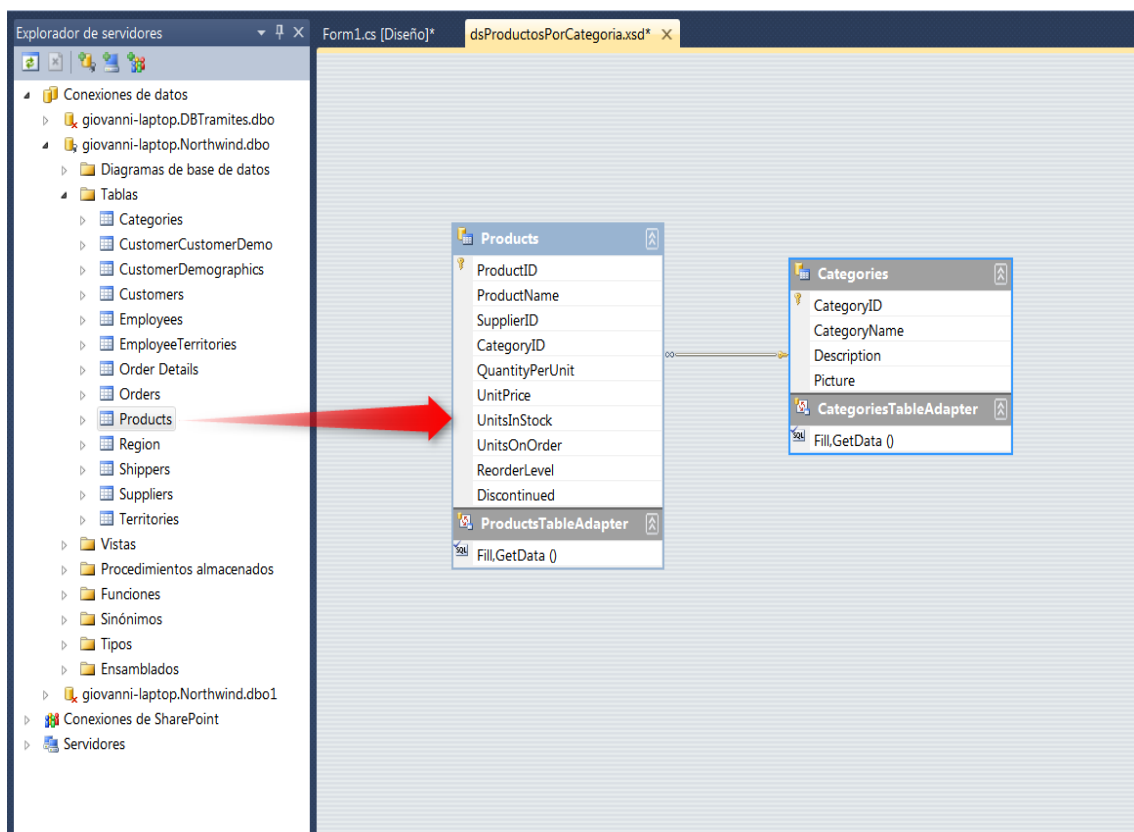 Explorador de servidores
Form1.cs [Diseño]*
dsProductosPorCategoria.xsd*
Conexiones de datos
giovanni-laptop.DBTramites.dbo
giovanni-laptop.Northwind.dbo
Diagramas de base de datos
Tablas
Categories
CustomerCustomerDemo
CustomerDemographics
Customers
Employees
EmployeeTerritories
Order Details
Orders
Products
Region
Shippers
Suppliers
Territories
Vistas
Procedimientos almacenados
Funciones
Sinónimos
Tipos
Ensamblados
giovanni-laptop.Northwind.dbo1
Conexiones de SharePoint
Servidores
Products
ProductID
ProductName
SupplierID
CategoryID
QuantityPerUnit
UnitPrice
UnitsInStock
UnitsOnOrder
ReorderLevel
Discontinued
ProductsTableAdapter
SQL Fill,GetData ()
Categories
CategoryID
CategoryName
Description
Picture
CategoriesTableAdapter
SQL Fill,GetData ()